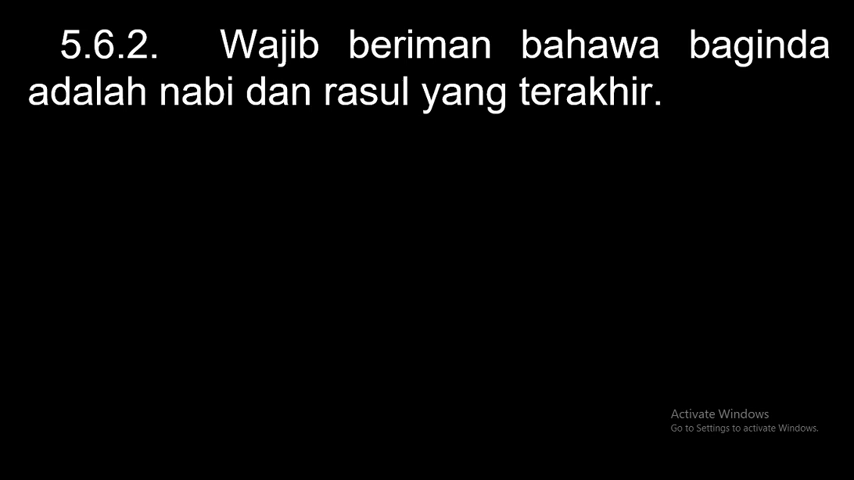 5.6.2. Wajib beriman bahawa baginda
adalah nabi dan rasul yang terakhir.
Activate Windows
Go to Settings to activate Windows.